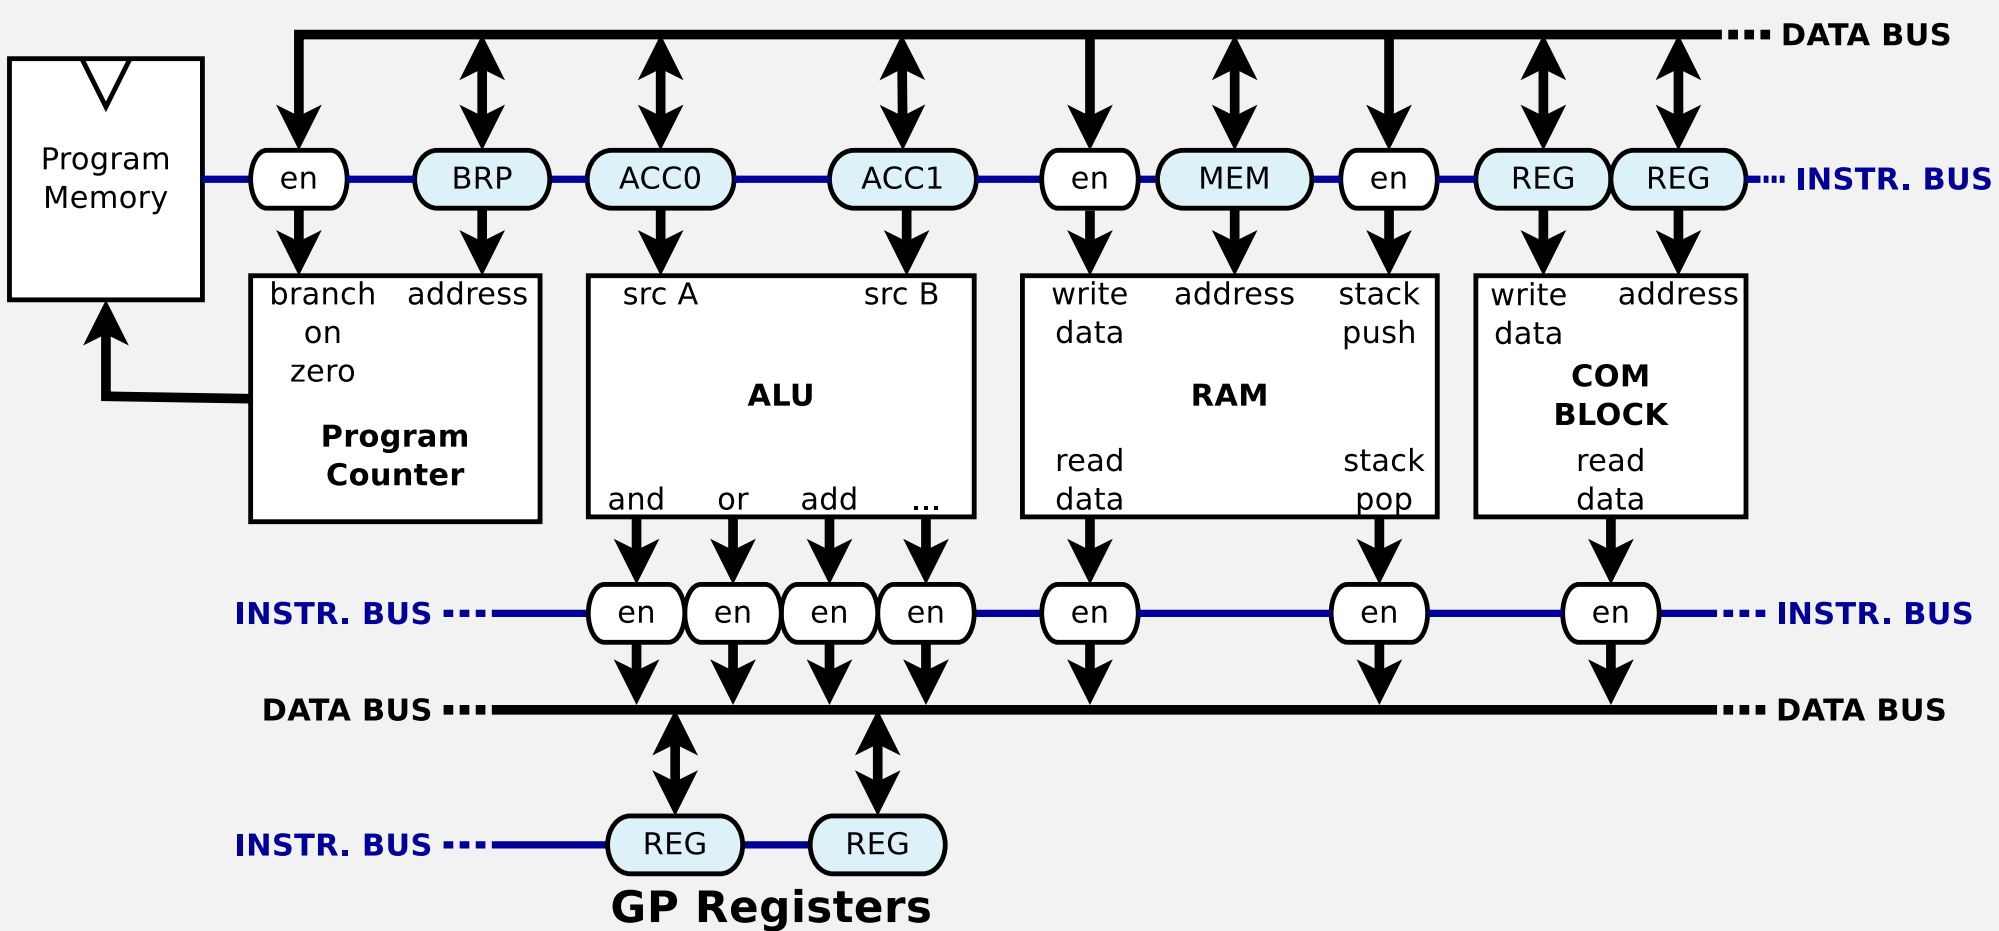 DATA BUS
Program
Memory
en
BRP
ACC0
ACC1
en
MEM
en
REG
REG
INSTR. BUS
branch
on
zero
address
Program
Counter
src A
src B
ALU
and
or
add
...
write
data
address
stack
push
RAM
read
data
stack
pop
write
data
address
COM
BLOCK
read
data
INSTR. BUS
en
en
en
en
en
en
en
INSTR. BUS
DATA BUS
DATA BUS
INSTR. BUS
REG
REG
GP Registers